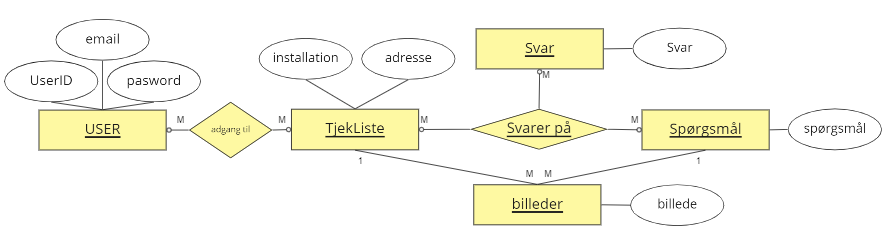 email
UserID
pasword
USER
M
adgang til
M
installation
adresse
TjekListe
M
Svar
Svar
M
Svarer på
M
Spørgsmål
spørgsmål
1
M
M
1
billeder
billede